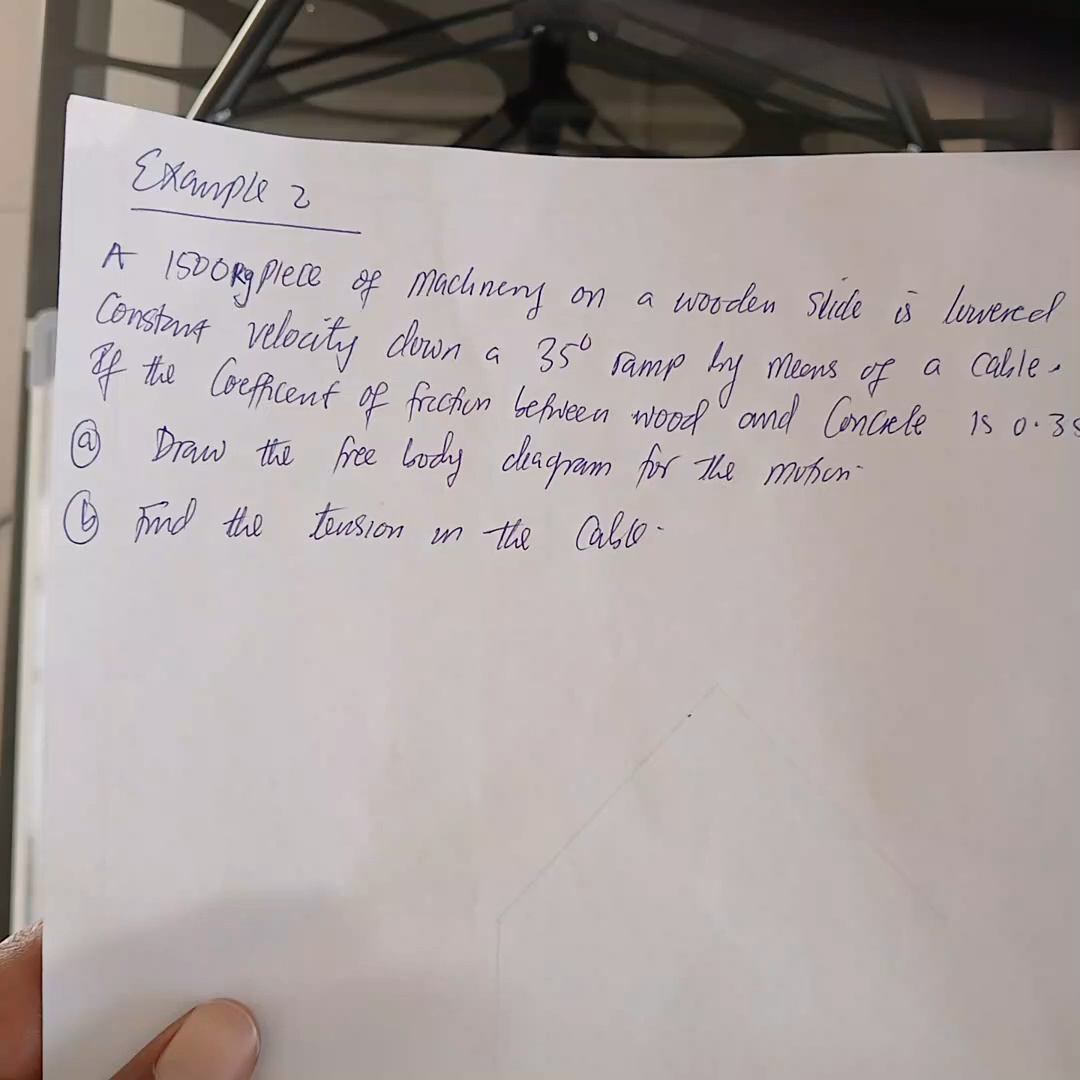 Example 2
A 1500kg piece of machinery on a wooden slide is lowered
Constant velocity down a 35° ramp by means of a cable.
If the Coefficent of friction between wood and Concrete is 0.35
(a) Draw the free body diagram for the motion.
(b) Find the tension in the Cable.